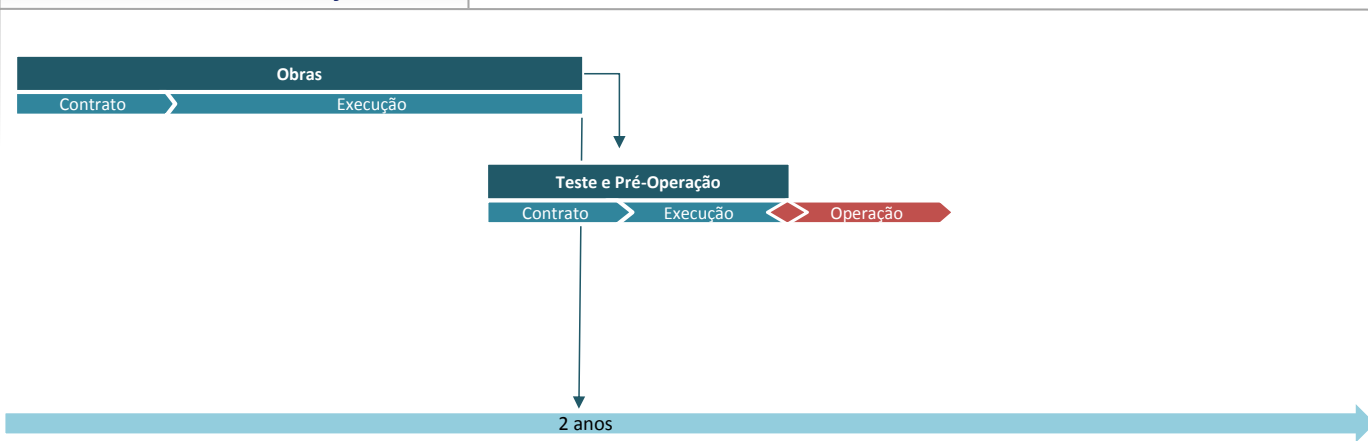 Obras
Contrato
Execução
Teste e Pré-Operação
Contrato
Execução
Operação
2 anos